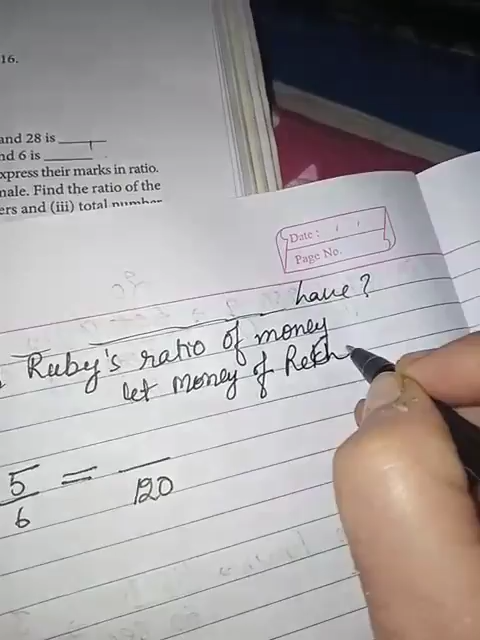 16.
and 28 is
nd 6 is
xpress their marks in ratio.
nale. Find the ratio of the
ers and (iii) total number
Date :
Page No.
have?
Ruby's ratio of money
let money of Rekh
5/6 = /120